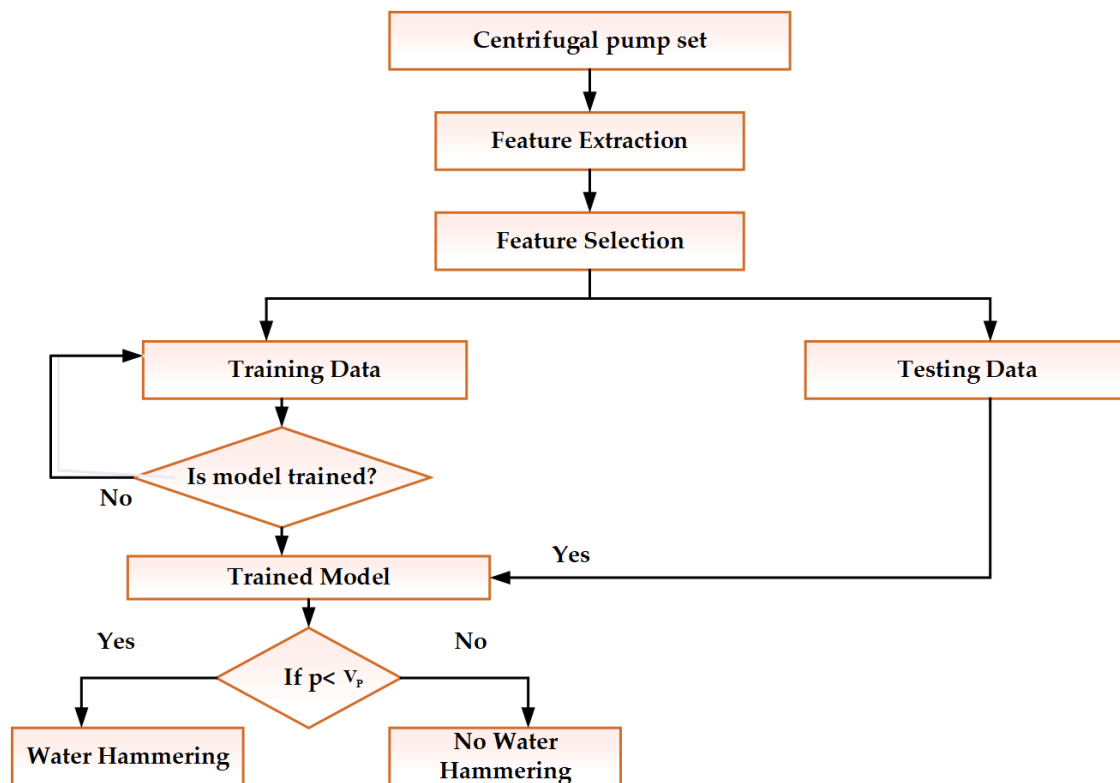 Centrifugal pump set
Feature Extraction
Feature Selection
Training Data
Testing Data
Is model trained?
No
Yes
Trained Model
Yes
No
If p< VP
Water Hammering
No Water
Hammering